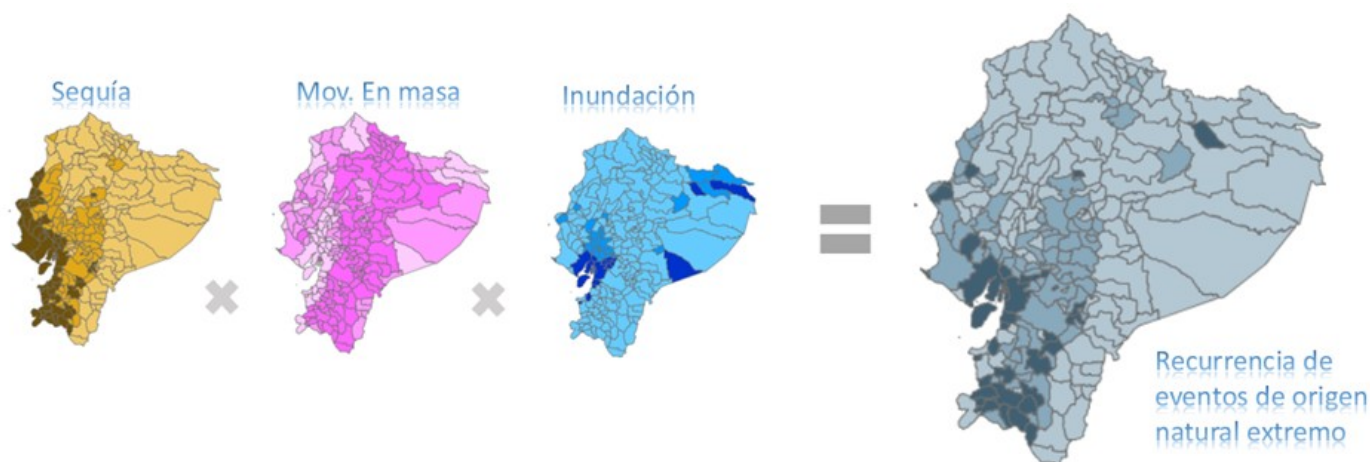 Sequía
Mov. En masa
Inundación
Recurrencia de
eventos de origen
natural extremo